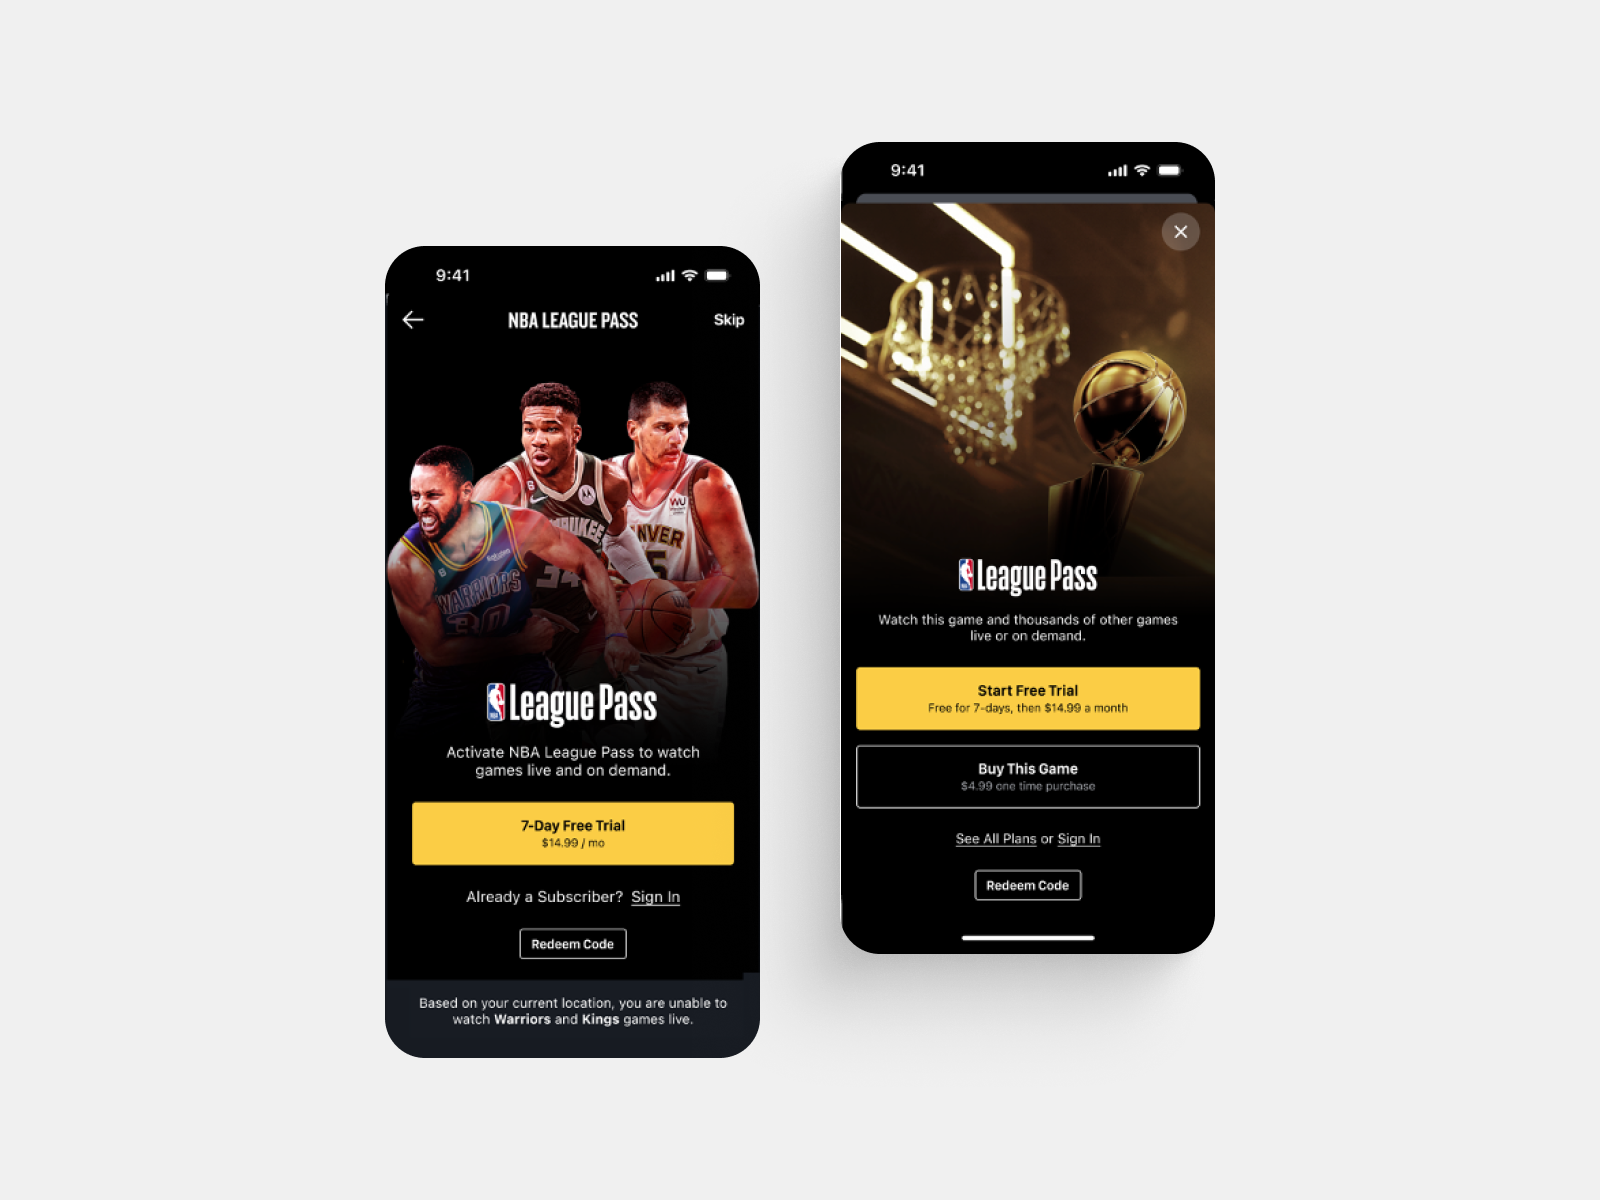 9:41
NBA LEAGUE PASS
Skip
WARRIORS
30
34
NBA League Pass
Activate NBA League Pass to watch
games live and on demand.
7-Day Free Trial
$14.99 / mo
Already a Subscriber? Sign In
Redeem Code
Based on your current location, you are unable to
watch Warriors and Kings games live.
9:41
NBA League Pass
Watch this game and thousands of other games
live or on demand.
Start Free Trial
Free for 7-days, then $14.99 a month
Buy This Game
$4.99 one time purchase
See All Plans or Sign In
Redeem Code